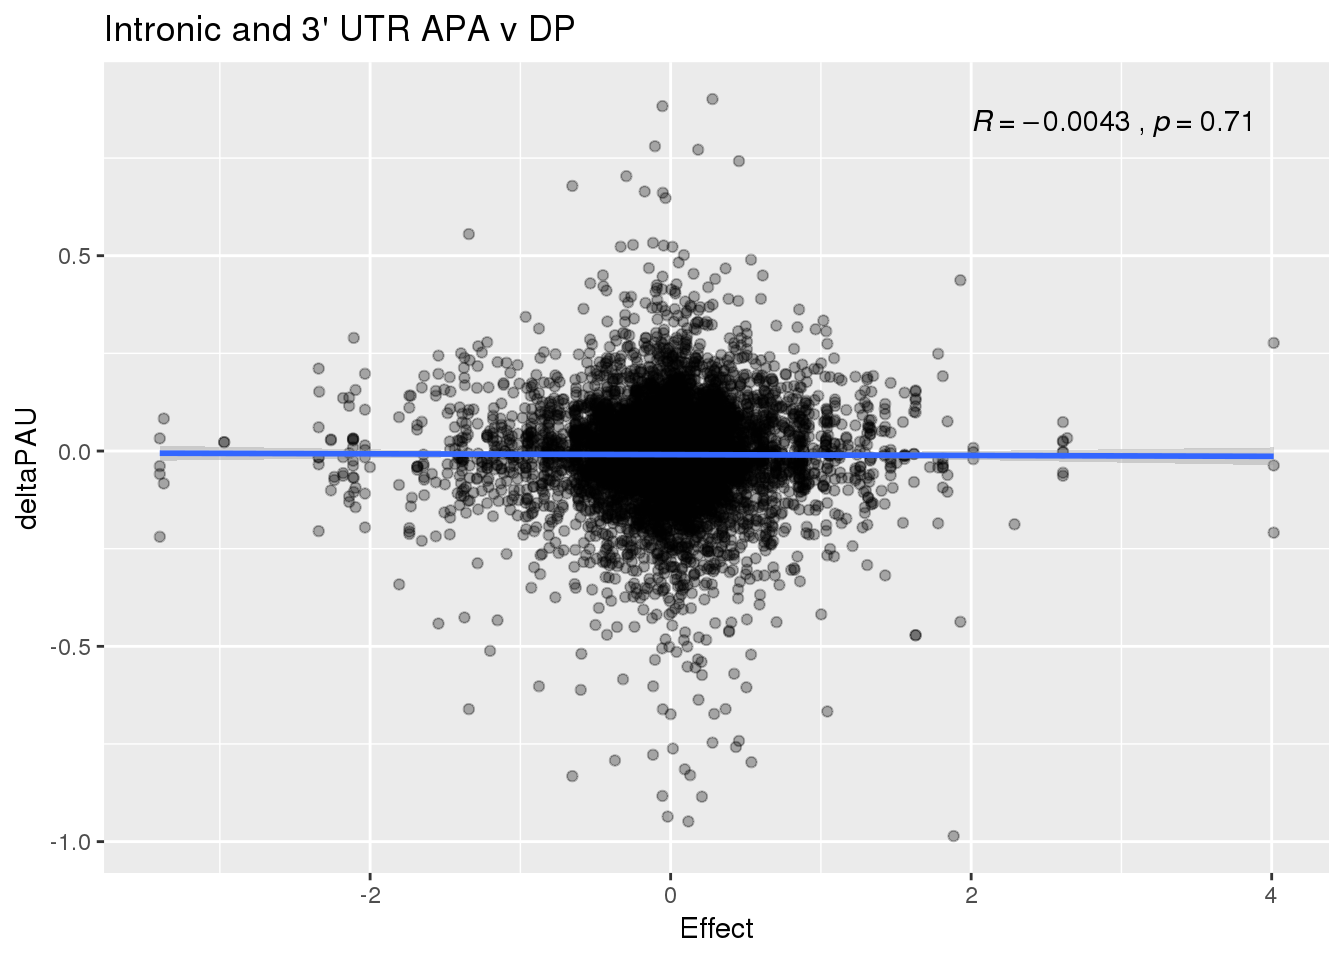 Intronic and 3' UTR APA v DP
R = −0.0043 , p = 0.71
0.5
0.0
-0.5
-1.0
deltaPAU
-2
0
2
4
Effect